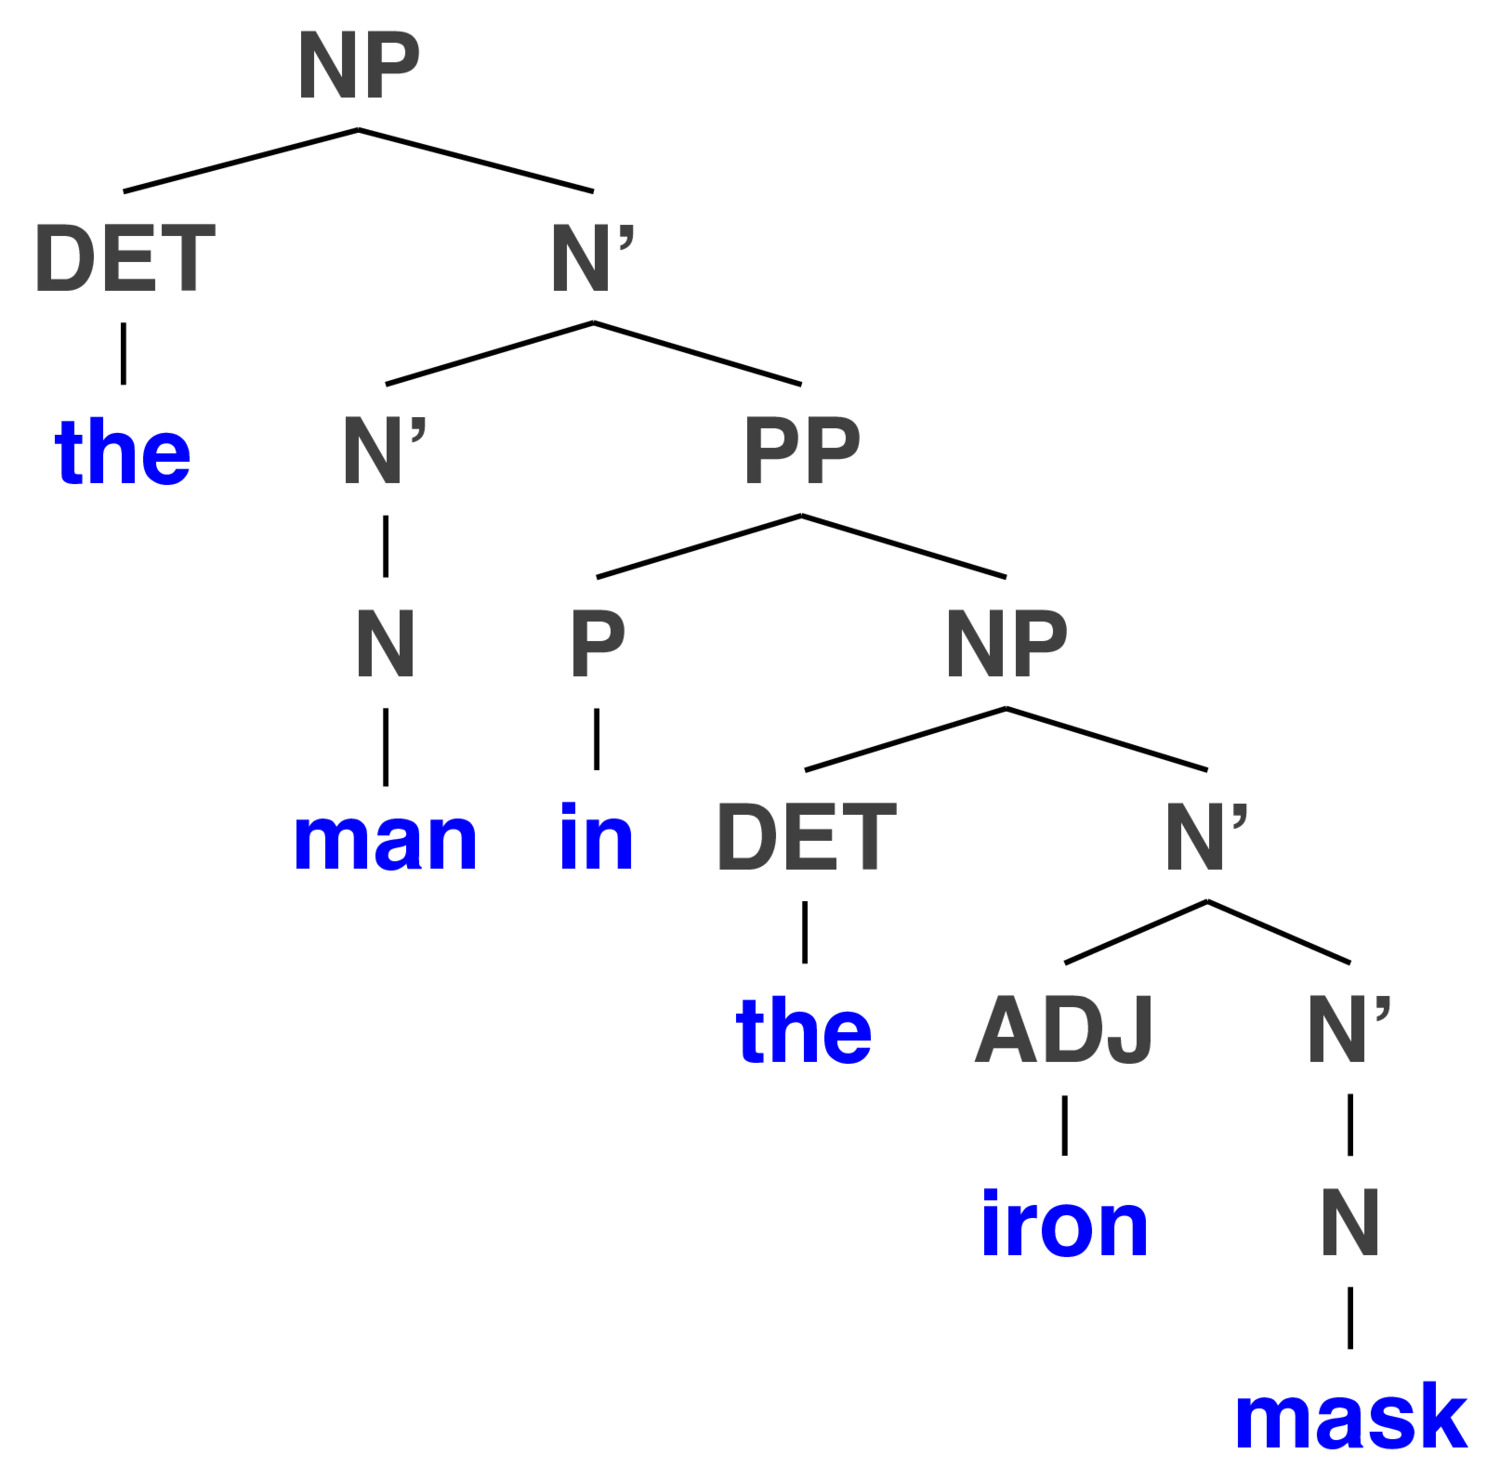 NP
DET N’
the N’ PP
N P NP
man in DET N’
the ADJ N’
iron N
mask